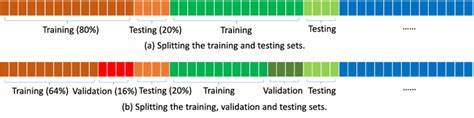 Training (80%) Testing (20%) Training Testing ......
(a) Splitting the training and testing sets.
Training (64%) Validation (16%) Testing (20%) Training Validation Testing ......
(b) Splitting the training, validation and testing sets.